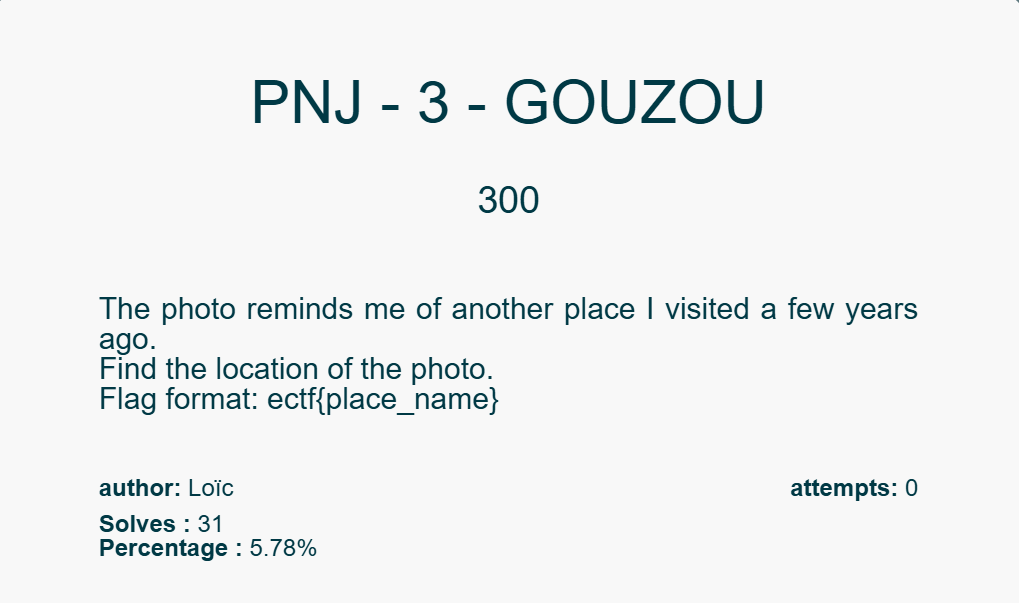 PNJ - 3 - GOUZOU
300
The photo reminds me of another place I visited a few years
ago.
Find the location of the photo.
Flag format: ectf{place_name}
author: Loïc attempts: 0
Solves : 31
Percentage : 5.78%